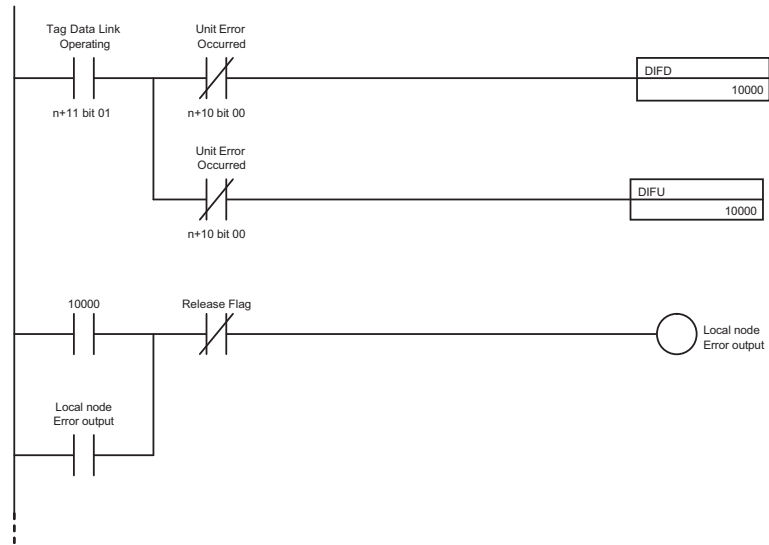 Tag Data Link
Operating
Unit Error
Occurred
DIFD
10000
n+11 bit 01
n+10 bit 00
Unit Error
Occurred
DIFU
10000
n+10 bit 00
10000
Release Flag
Local node
Error output
Local node
Error output